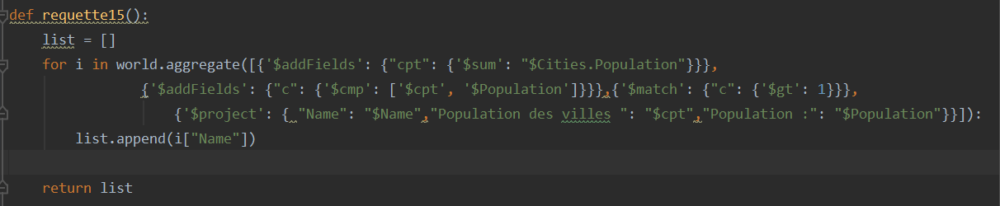 def requette15():
    list = []
    for i in world.aggregate([{'$addFields': {"cpt": {'$sum': "$Cities.Population"}}},
                {'$addFields': {"c": {'$cmp': ['$cpt', '$Population']}}},{'$match': {"c": {'$gt': 1}}},
                    {'$project': { "Name": "$Name","Population des villes ": "$cpt","Population :": "$Population"}}]):
        list.append(i["Name"])
    return list